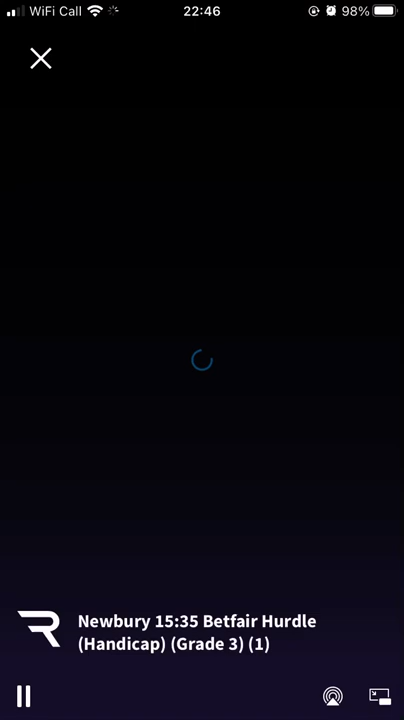 WiFi Call 22:46 98%
Newbury 15:35 Betfair Hurdle
(Handicap) (Grade 3) (1)